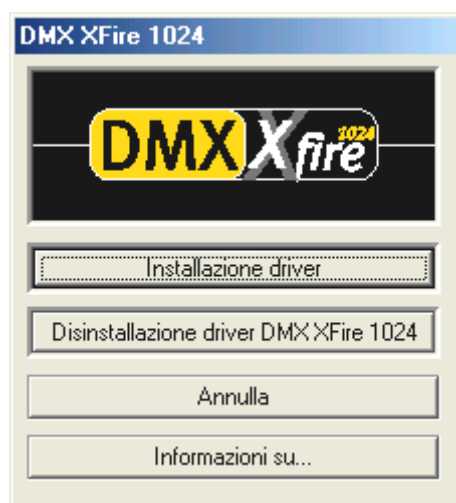 DMX XFire 1024
DMX Xfire 1024
Installazione driver
Disinstallazione driver DMX XFire 1024
Annulla
Informazioni su...